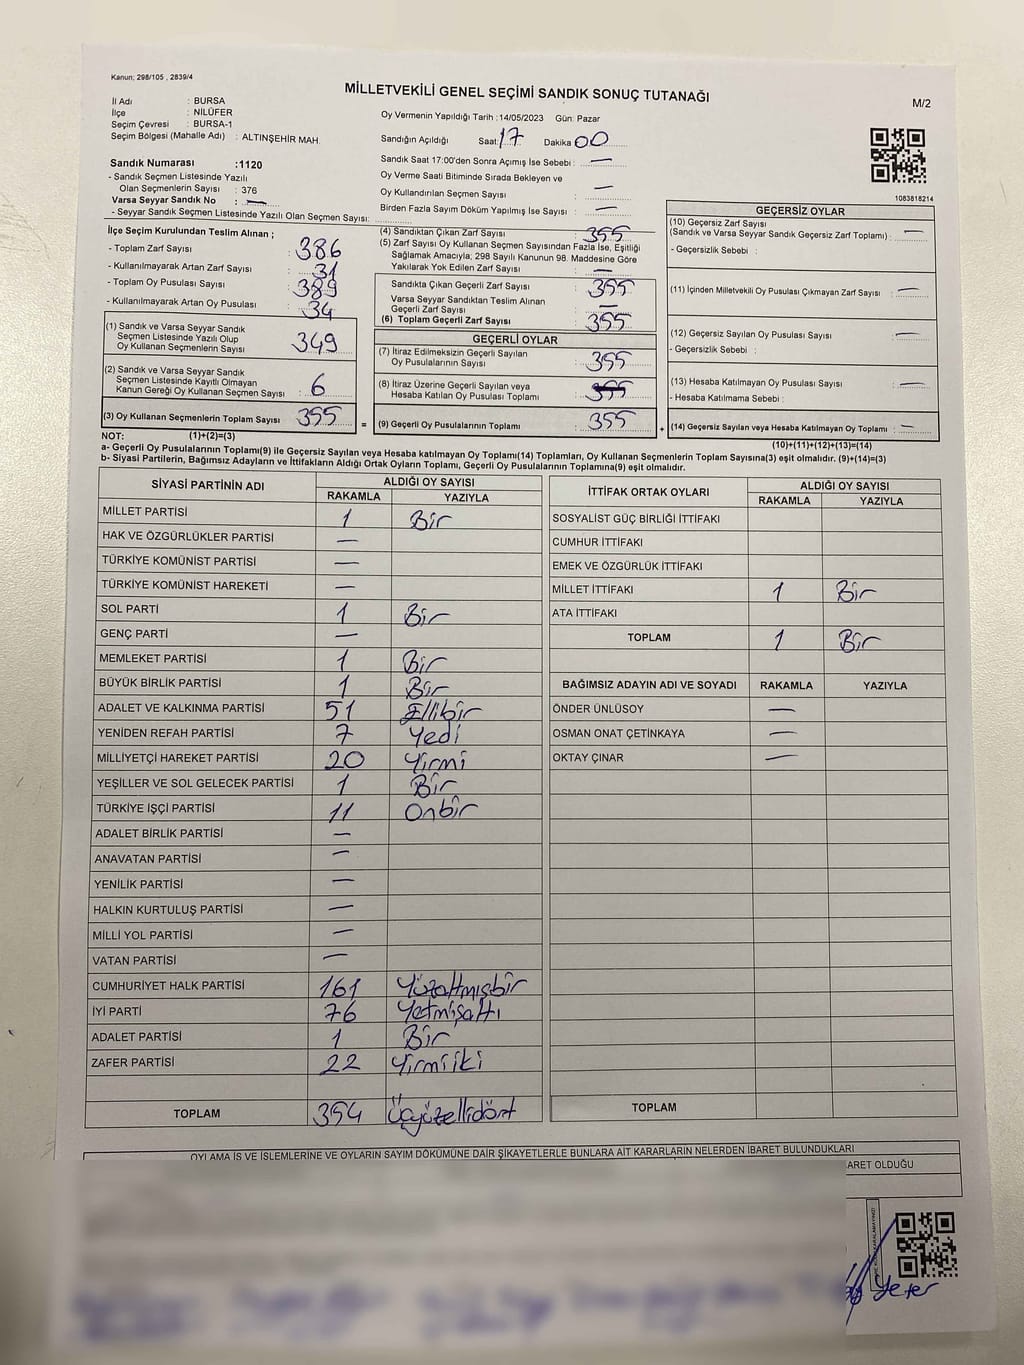 Kanun; 298/105 , 2839/4
MİLLETVEKİLİ GENEL SEÇİMİ SANDIK SONUÇ TUTANAĞI
M/2
İl Adı : BURSA
İlçe : NİLÜFER
Seçim Çevresi : BURSA-1
Seçim Bölgesi (Mahalle Adı) : ALTINŞEHİR MAH.
Oy Vermenin Yapıldığı Tarih : 14/05/2023 Gün: Pazar
Sandığın Açıldığı Saat: 17 Dakika 00
Sandık Saat 17:00'den Sonra Açımış İse Sebebi : —
Oy Verme Saati Bitiminde Sırada Bekleyen ve
Oy Kullandırılan Seçmen Sayısı —
Birden Fazla Sayım Döküm Yapılmış İse Sayısı : —
Sandık Numarası :1120
- Sandık Seçmen Listesinde Yazılı
Olan Seçmenlerin Sayısı : 376
Varsa Seyyar Sandık No : —
- Seyyar Sandık Seçmen Listesinde Yazılı Olan Seçmen Sayısı:
1083818214
İlçe Seçim Kurulundan Teslim Alınan ;
- Toplam Zarf Sayısı : 386
- Kullanılmayarak Artan Zarf Sayısı : 31
- Toplam Oy Pusulası Sayısı : 389
- Kullanılmayarak Artan Oy Pusulası : 34
(1) Sandık ve Varsa Seyyar Sandık
Seçmen Listesinde Yazılı Olup
Oy Kullanan Seçmenlerin Sayısı 349
(2) Sandık ve Varsa Seyyar Sandık
Seçmen Listesinde Kayıtlı Olmayan
Kanun Gereği Oy Kullanan Seçmen Sayısı : 6
(3) Oy Kullanan Seçmenlerin Toplam Sayısı 355
(4) Sandıktan Çıkan Zarf Sayısı : 355
(5) Zarf Sayısı Oy Kullanan Seçmen Sayısından Fazla İse, Eşitliği
Sağlamak Amacıyla; 298 Sayılı Kanunun 98. Maddesine Göre
Yakılarak Yok Edilen Zarf Sayısı : —
Sandıkta Çıkan Geçerli Zarf Sayısı : 355
Varsa Seyyar Sandıktan Teslim Alınan
Geçerli Zarf Sayısı : —
(6) Toplam Geçerli Zarf Sayısı : 355
GEÇERLİ OYLAR
(7) İtiraz Edilmeksizin Geçerli Sayılan
Oy Pusulalarının Sayısı : 355
(8) İtiraz Üzerine Geçerli Sayılan veya
Hesaba Katılan Oy Pusulası Toplamı : 355
= (9) Geçerli Oy Pusulalarının Toplamı : 355
GEÇERSİZ OYLAR
(10) Geçersiz Zarf Sayısı
(Sandık ve Varsa Seyyar Sandık Geçersiz Zarf Toplamı) : —
- Geçersizlik Sebebi :
(11) İçinden Milletvekili Oy Pusulası Çıkmayan Zarf Sayısı : —
(12) Geçersiz Sayılan Oy Pusulası Sayısı : —
- Geçersizlik Sebebi :
(13) Hesaba Katılmayan Oy Pusulası Sayısı : —
- Hesaba Katılmama Sebebi :
+ (14) Geçersiz Sayılan veya Hesaba Katılmayan Oy Toplamı : —
NOT: (1)+(2)=(3)
(10)+(11)+(12)+(13)=(14)
a- Geçerli Oy Pusulalarının Toplamı(9) ile Geçersiz Sayılan veya Hesaba katılmayan Oy Toplamı(14) Toplamları, Oy Kullanan Seçmenlerin Toplam Sayısına(3) eşit olmalıdır. (9)+(14)=(3)
b- Siyasi Partilerin, Bağımsız Adayların ve İttifakların Aldığı Ortak Oyların Toplamı, Geçerli Oy Pusulalarının Toplamına(9) eşit olmalıdır.
SİYASİ PARTİNİN ADI ALDIĞI OY SAYISI
RAKAMLA YAZIYLA
MİLLET PARTİSİ 1 Bir
HAK VE ÖZGÜRLÜKLER PARTİSİ —
TÜRKİYE KOMÜNİST PARTİSİ —
TÜRKİYE KOMÜNİST HAREKETİ —
SOL PARTİ 1 Bir
GENÇ PARTİ —
MEMLEKET PARTİSİ 1 Bir
BÜYÜK BİRLİK PARTİSİ 1 Bir
ADALET VE KALKINMA PARTİSİ 51 Ellibir
YENİDEN REFAH PARTİSİ 7 Yedi
MİLLİYETÇİ HAREKET PARTİSİ 20 Yirmi
YEŞİLLER VE SOL GELECEK PARTİSİ 1 Bir
TÜRKİYE İŞÇİ PARTİSİ 11 Onbir
ADALET BİRLİK PARTİSİ —
ANAVATAN PARTİSİ —
YENİLİK PARTİSİ —
HALKIN KURTULUŞ PARTİSİ —
MİLLİ YOL PARTİSİ —
VATAN PARTİSİ —
CUMHURİYET HALK PARTİSİ 161 Yüzaltmışbir
İYİ PARTİ 76 Yetmişaltı
ADALET PARTİSİ 1 Bir
ZAFER PARTİSİ 22 Yirmiiki
TOPLAM 354 Üçyüzellidört
İTTİFAK ORTAK OYLARI ALDIĞI OY SAYISI
RAKAMLA YAZIYLA
SOSYALİST GÜÇ BİRLİĞİ İTTİFAKI
CUMHUR İTTİFAKI
EMEK VE ÖZGÜRLÜK İTTİFAKI
MİLLET İTTİFAKI 1 Bir
ATA İTTİFAKI
TOPLAM 1 Bir
BAĞIMSIZ ADAYIN ADI VE SOYADI RAKAMLA YAZIYLA
ÖNDER ÜNLÜSOY —
OSMAN ONAT ÇETİNKAYA —
OKTAY ÇINAR —
TOPLAM
OYLAMA İŞ VE İŞLEMLERİNE VE OYLARIN SAYIM DÖKÜMÜNE DAİR ŞİKAYETLERLE BUNLARA AİT KARARLARIN NELERDEN İBARET BULUNDUKLARI
ARET OLDUĞU
Yeter